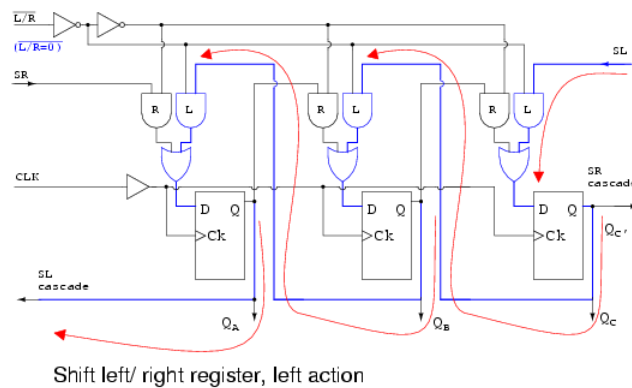 L/R
(L/R=0)
SL
SR
R
L
R
L
R
L
CLK
SR
cascade
D
Q
Ck
D
Q
Ck
D
Q
Ck
QC'
SL
cascade
QA
QB
QC
Shift left/ right register, left action